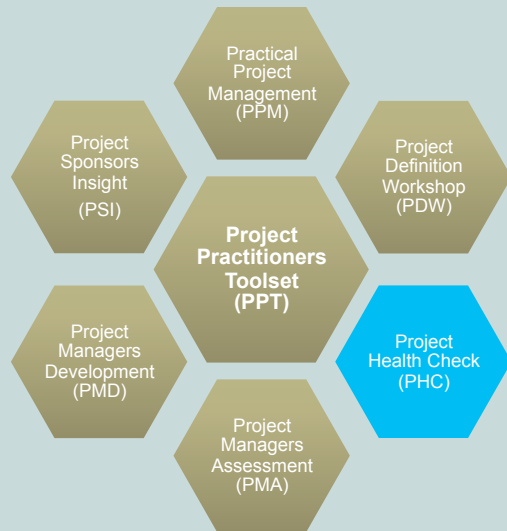 Practical
Project
Management
(PPM)
Project
Sponsors
Insight
(PSI)
Project
Definition
Workshop
(PDW)
Project
Practitioners
Toolset
(PPT)
Project
Managers
Development
(PMD)
Project
Health Check
(PHC)
Project
Managers
Assessment
(PMA)